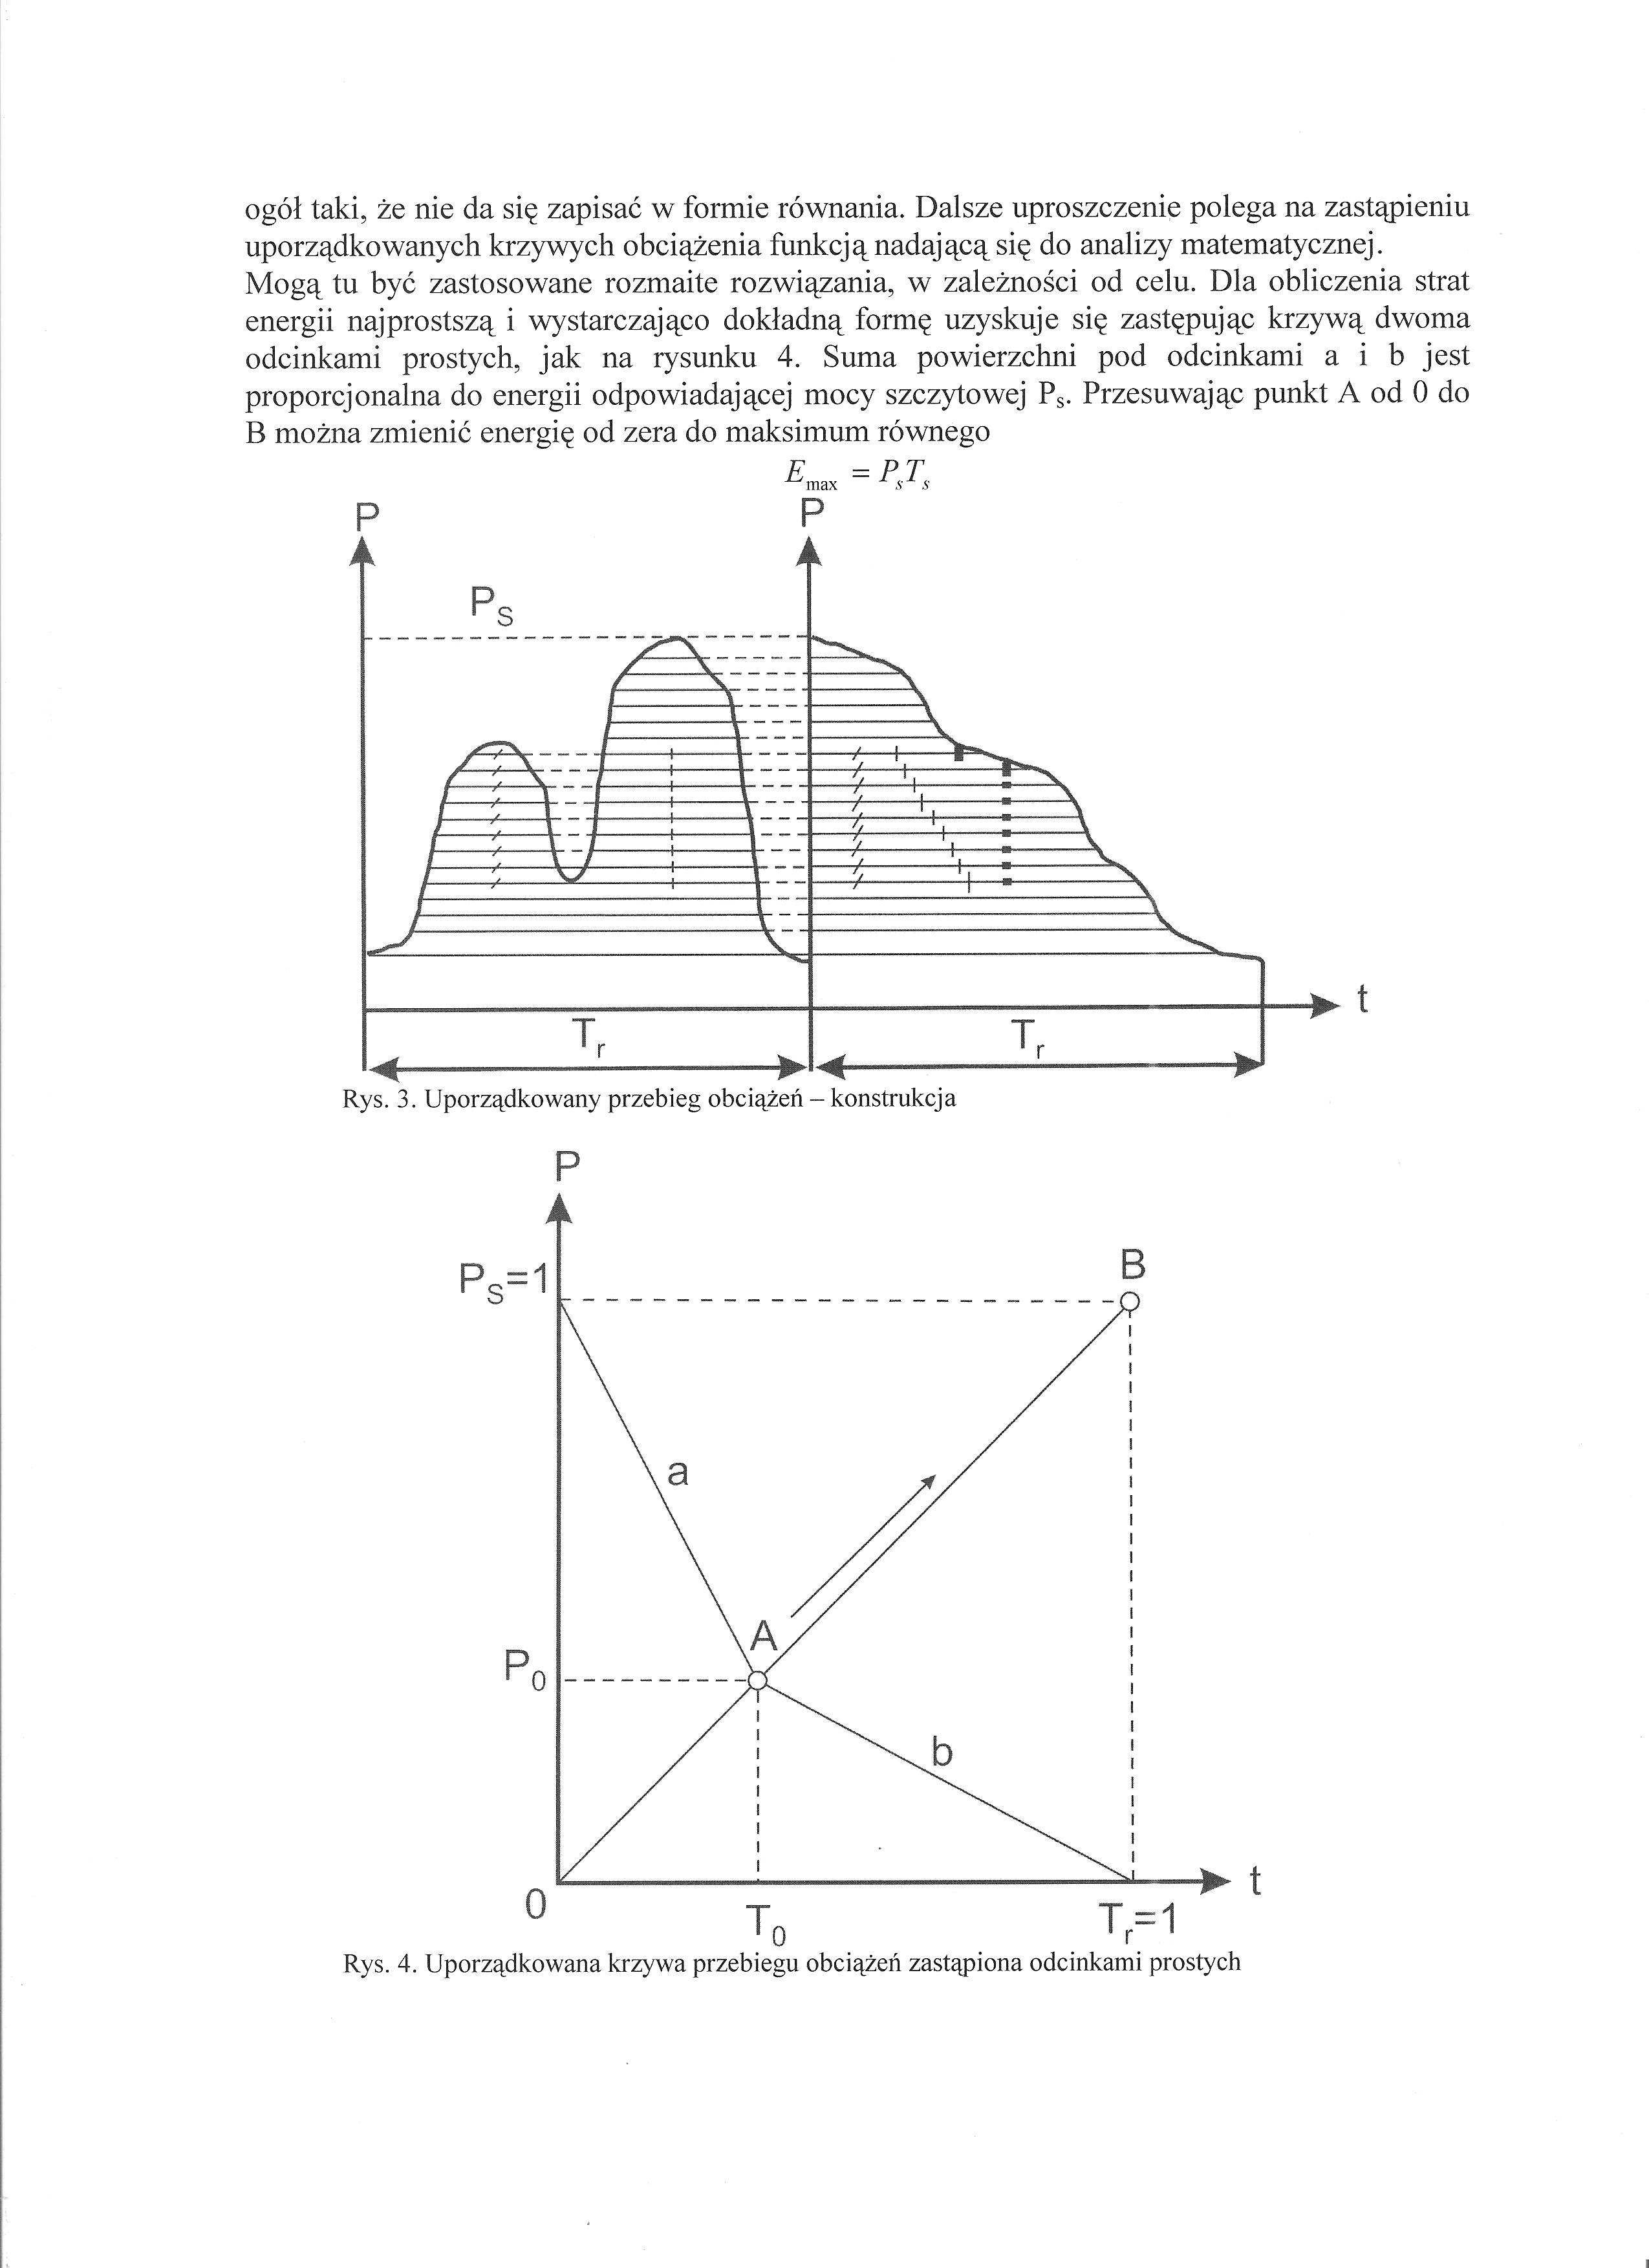 ogół taki, że nie da się zapisać w formie równania. Dalsze uproszczenie polega na zastąpieniu
uporządkowanych krzywych obciążenia funkcją nadającą się do analizy matematycznej.
Mogą tu być zastosowane rozmaite rozwiązania, w zależności od celu. Dla obliczenia strat
energii najprostszą i wystarczająco dokładną formę uzyskuje się zastępując krzywą dwoma
odcinkami prostych, jak na rysunku 4. Suma powierzchni pod odcinkami a i b jest
proporcjonalna do energii odpowiadającej mocy szczytowej Pₛ. Przesuwając punkt A od 0 do
B można zmienić energię od zera do maksimum równego
E_max = P_s T_s
P P
P_S
t
T_r T_r
Rys. 3. Uporządkowany przebieg obciążeń – konstrukcja
P
P_S=1 B
a
A
P_0
b
t
0 T_0 T_r=1
Rys. 4. Uporządkowana krzywa przebiegu obciążeń zastąpiona odcinkami prostych